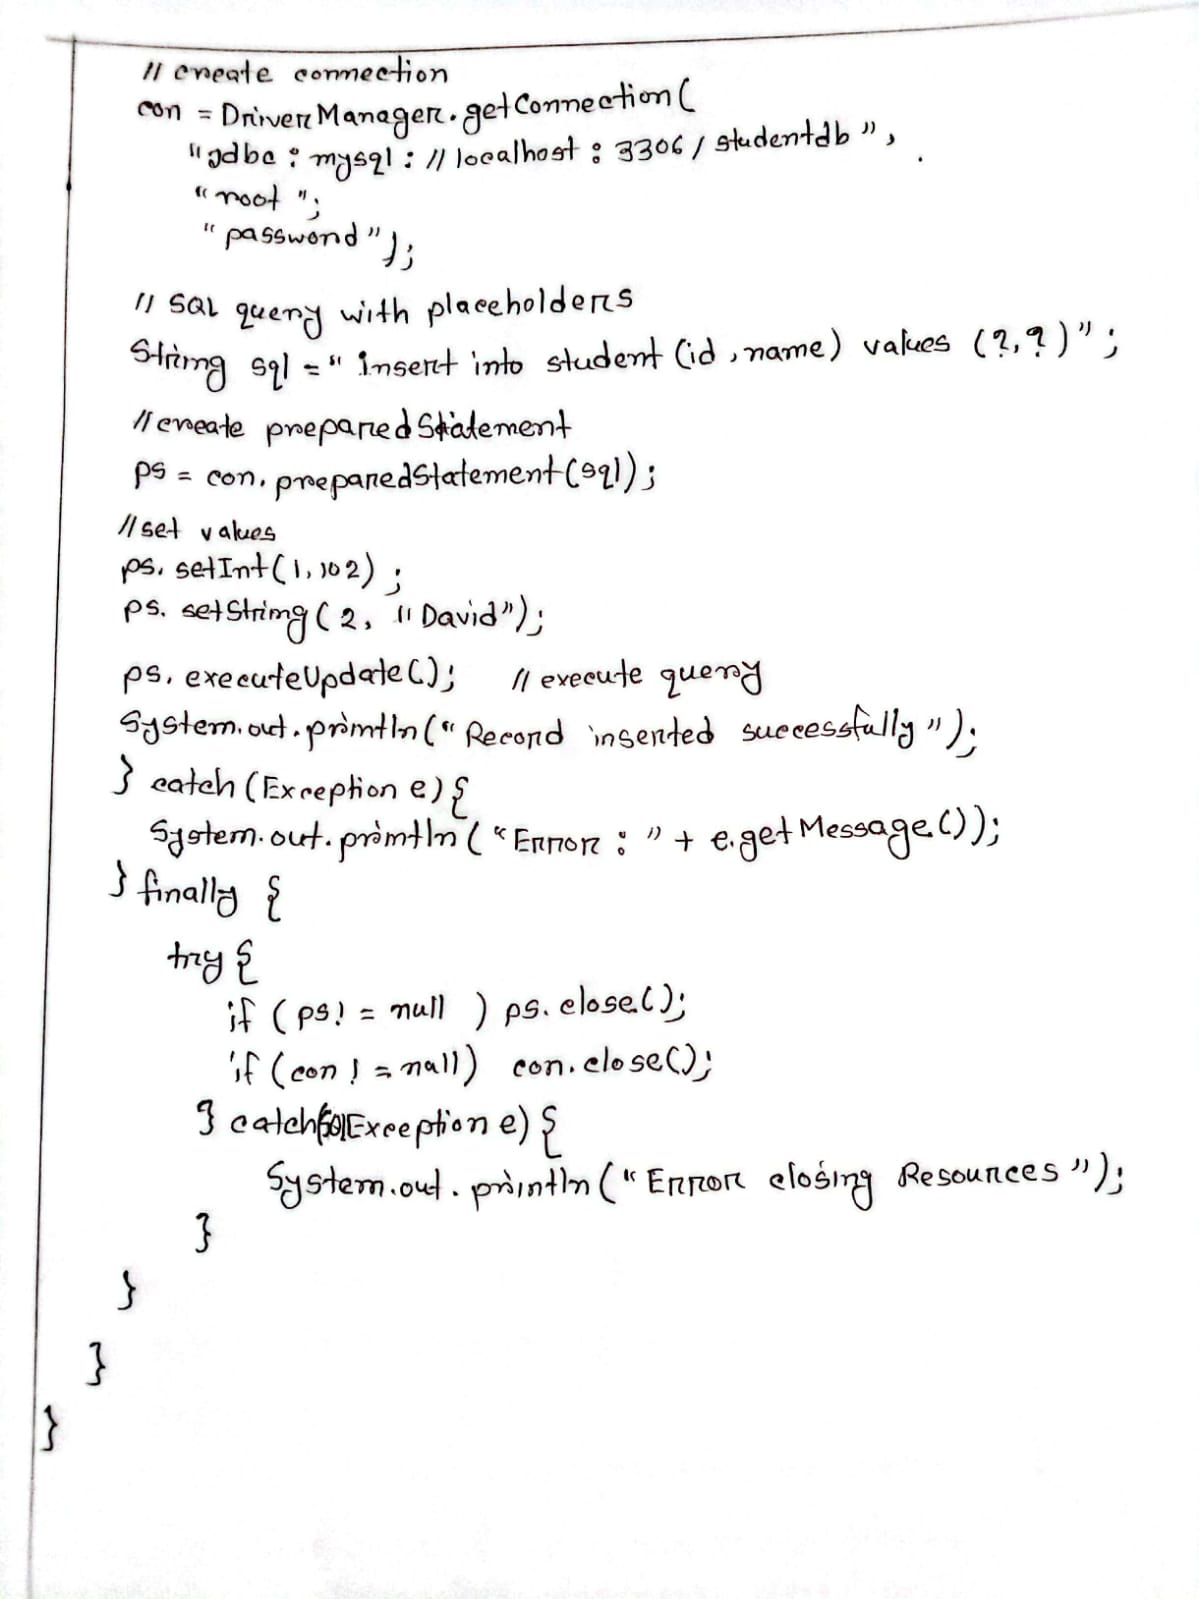 // create connection
con = DriverManager.getConnection(
"jdbc : mysql : // localhost : 3306 / studentdb",
"root";
"password");
// SQL query with placeholders
String sql = "insert into student (id, name) values (?, ?)";
// create preparedStatement
ps = con.preparedStatement(sql);
// set values
ps.setInt(1, 102);
ps.setString(2, "David");
ps.executeUpdate(); // execute query
System.out.println("Record inserted successfully");
} catch (Exception e) {
System.out.println("Error : " + e.getMessage());
} finally {
try {
if (ps! = null ) ps.close();
if (con ! = null) con.close();
} catch(SQLException e) {
System.out.println("Error closing Resources");
}
}
}
}